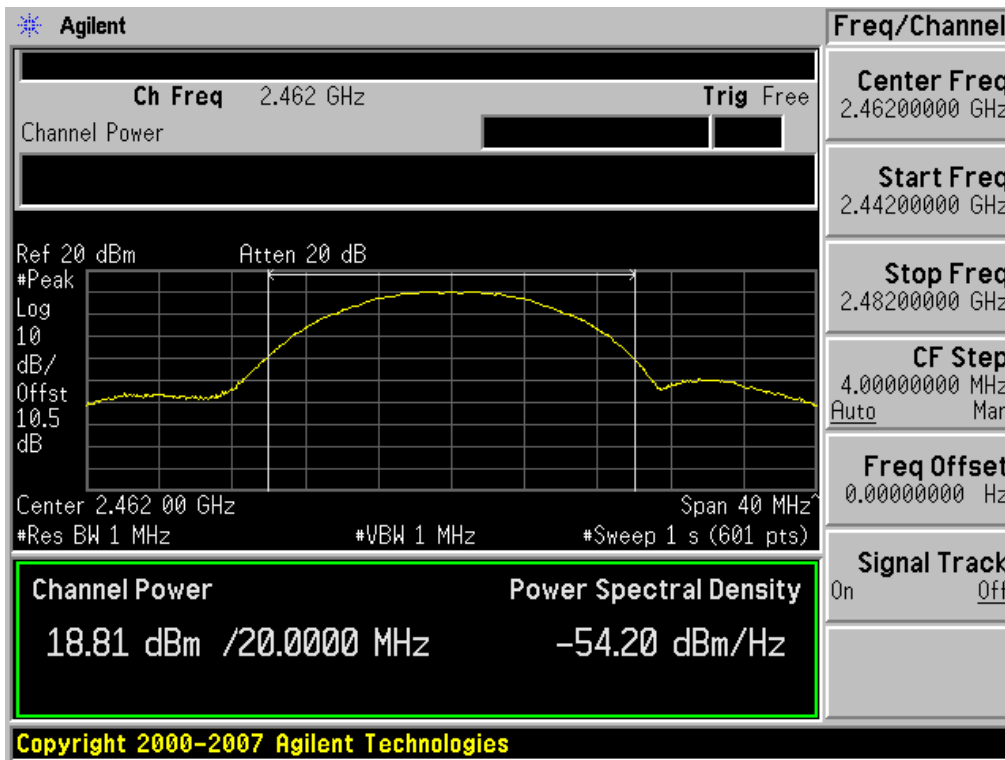 Agilent
Freq/Channel
Ch Freq 2.462 GHz Trig Free
Channel Power
Center Freq
2.46200000 GHz
Start Freq
2.44200000 GHz
Stop Freq
2.48200000 GHz
CF Step
4.00000000 MHz
Auto Man
Freq Offset
0.00000000 Hz
Signal Track
On Off
Ref 20 dBm Atten 20 dB
#Peak
Log
10
dB/
Offst
10.5
dB
Center 2.462 00 GHz Span 40 MHz^
#Res BW 1 MHz #VBW 1 MHz #Sweep 1 s (601 pts)
Channel Power Power Spectral Density
18.81 dBm /20.0000 MHz -54.20 dBm/Hz
Copyright 2000-2007 Agilent Technologies